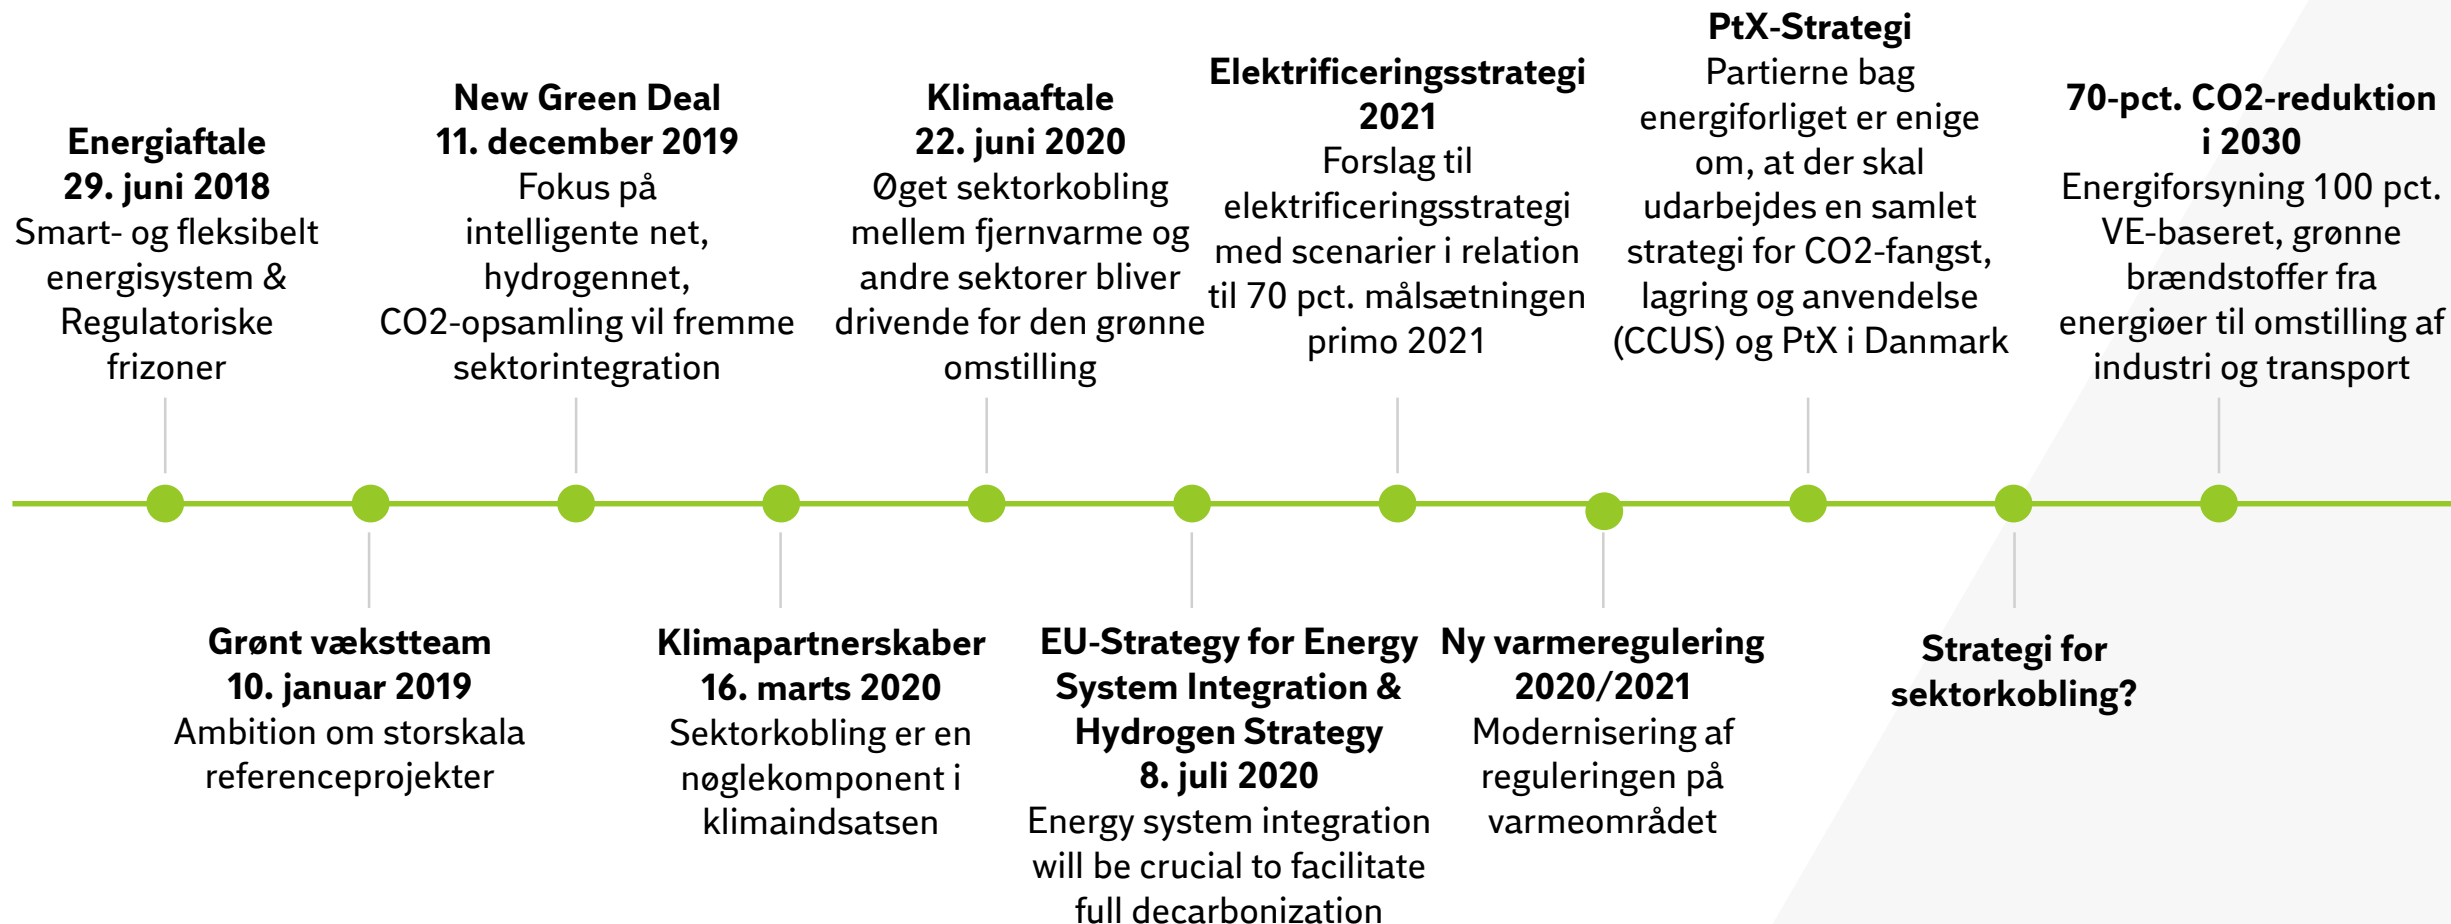 Energiaftale
29. juni 2018
Smart- og fleksibelt
energisystem &
Regulatoriske
frizoner
New Green Deal
11. december 2019
Fokus på
intelligente net,
hydrogennet,
CO2-opsamling vil fremme
sektorintegration
Klimaaftale
22. juni 2020
Øget sektorkobling
mellem fjernvarme og
andre sektorer bliver
drivende for den grønne
omstilling
Elektrificeringsstrategi
2021
Forslag til
elektrificeringsstrategi
med scenarier i relation
til 70 pct. målsætningen
primo 2021
PtX-Strategi
Partierne bag
energiforliget er enige
om, at der skal
udarbejdes en samlet
strategi for CO2-fangst,
lagring og anvendelse
(CCUS) og PtX i Danmark
70-pct. CO2-reduktion
i 2030
Energiforsyning 100 pct.
VE-baseret, grønne
brændstoffer fra
energiøer til omstilling af
industri og transport
Grønt vækstteam
10. januar 2019
Ambition om storskala
referenceprojekter
Klimapartnerskaber
16. marts 2020
Sektorkobling er en
nøglekomponent i
klimaindsatsen
EU-Strategy for Energy
System Integration &
Hydrogen Strategy
8. juli 2020
Energy system integration
will be crucial to facilitate
full decarbonization
Ny varmeregulering
2020/2021
Modernisering af
reguleringen på
varmeområdet
Strategi for
sektorkobling?